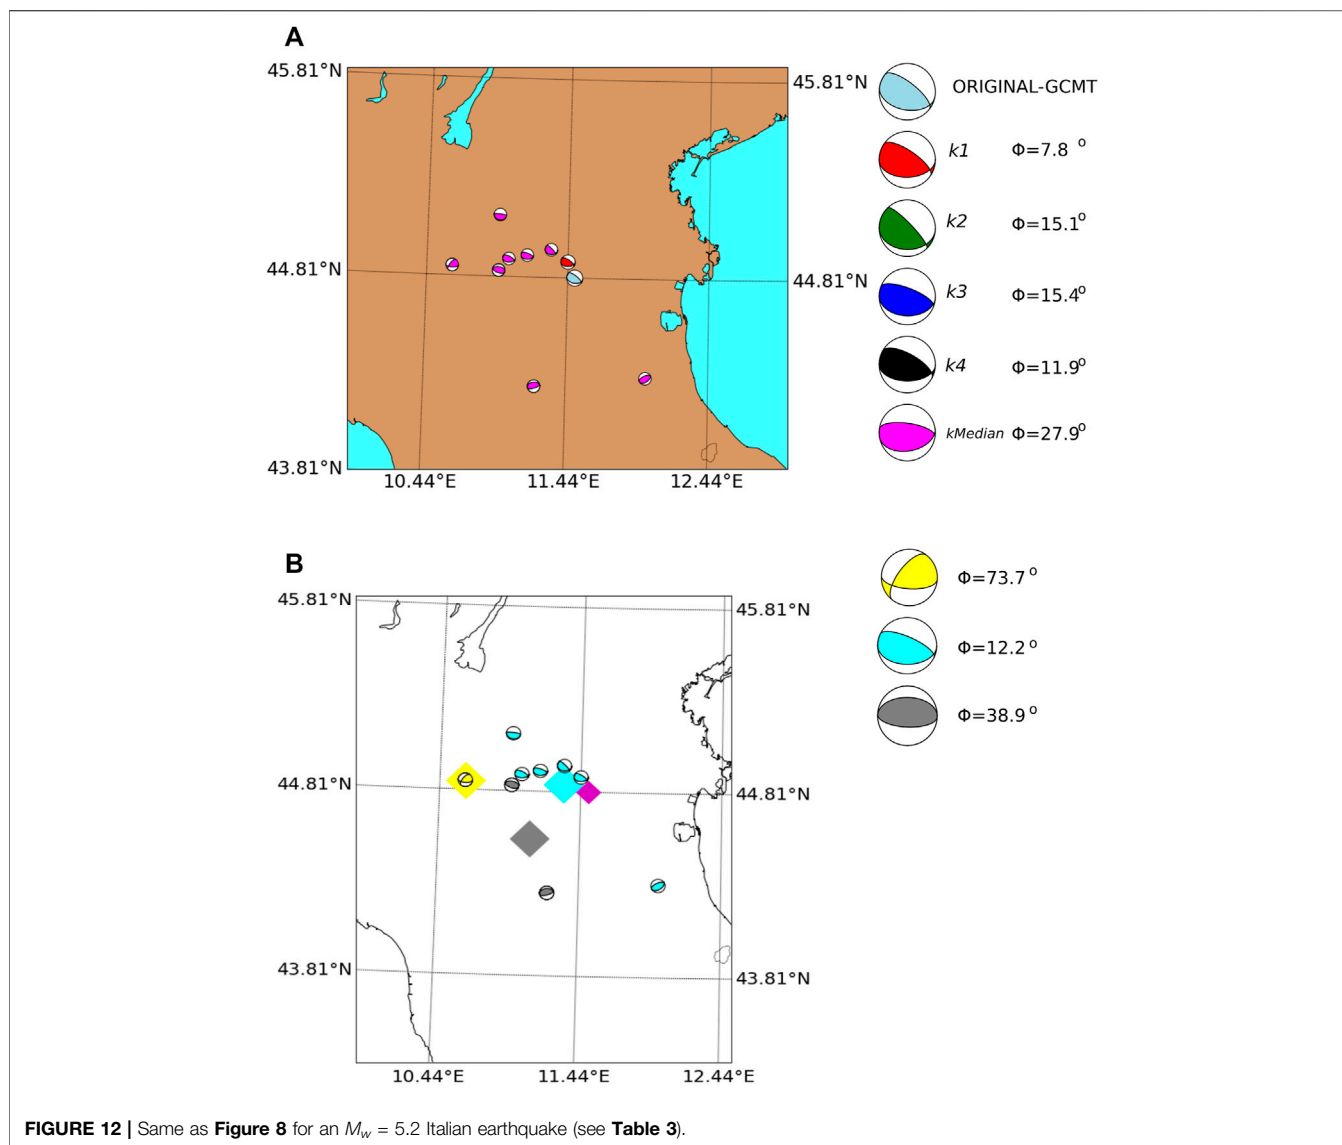 A
45.81°N
45.81°N
44.81°N
44.81°N
43.81°N
10.44°E 11.44°E 12.44°E
ORIGINAL-GCMT
k1 Φ=7.8 °
k2 Φ=15.1°
k3 Φ=15.4°
k4 Φ=11.9°
kMedian Φ=27.9°
B
45.81°N
45.81°N
44.81°N
44.81°N
43.81°N
43.81°N
10.44°E 11.44°E 12.44°E
Φ=73.7 °
Φ=12.2 °
Φ=38.9 °
FIGURE 12 | Same as Figure 8 for an Mw = 5.2 Italian earthquake (see Table 3).